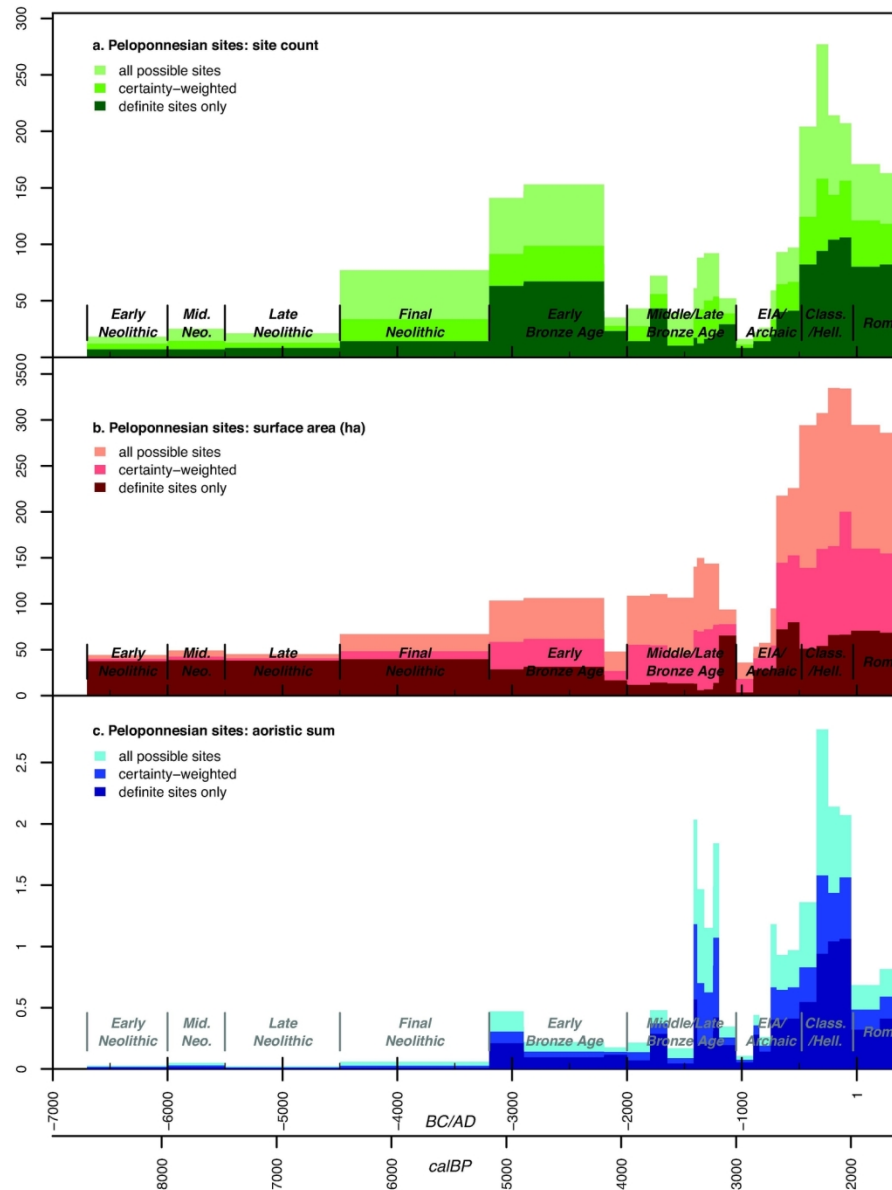 300
250
200
150
100
50
00
a. Peloponnesian sites: site count
all possible sites
certainty−weighted
definite sites only
Early Neolithic
Mid. Neo.
Late Neolithic
Final Neolithic
Early Bronze Age
Middle/Late Bronze Age
EIA/ Archaic
Class. /Hell.
Rom
350
300
250
200
150
100
50
0
b. Peloponnesian sites: surface area (ha)
all possible sites
certainty−weighted
definite sites only
Early Neolithic
Mid. Neo.
Late Neolithic
Final Neolithic
Early Bronze Age
Middle/Late Bronze Age
EIA/ Archaic
Class. /Hell.
Rom
2.5
2
1.5
1
0.5
0
c. Peloponnesian sites: aoristic sum
all possible sites
certainty−weighted
definite sites only
Early Neolithic
Mid. Neo.
Late Neolithic
Final Neolithic
Early Bronze Age
Middle/Late Bronze Age
EIA/ Archaic
Class. /Hell.
Rom
−7000 −6000 −5000 −4000 −3000 −2000 −1000 1
BC/AD
8000 7000 6000 5000 4000 3000 2000
calBP